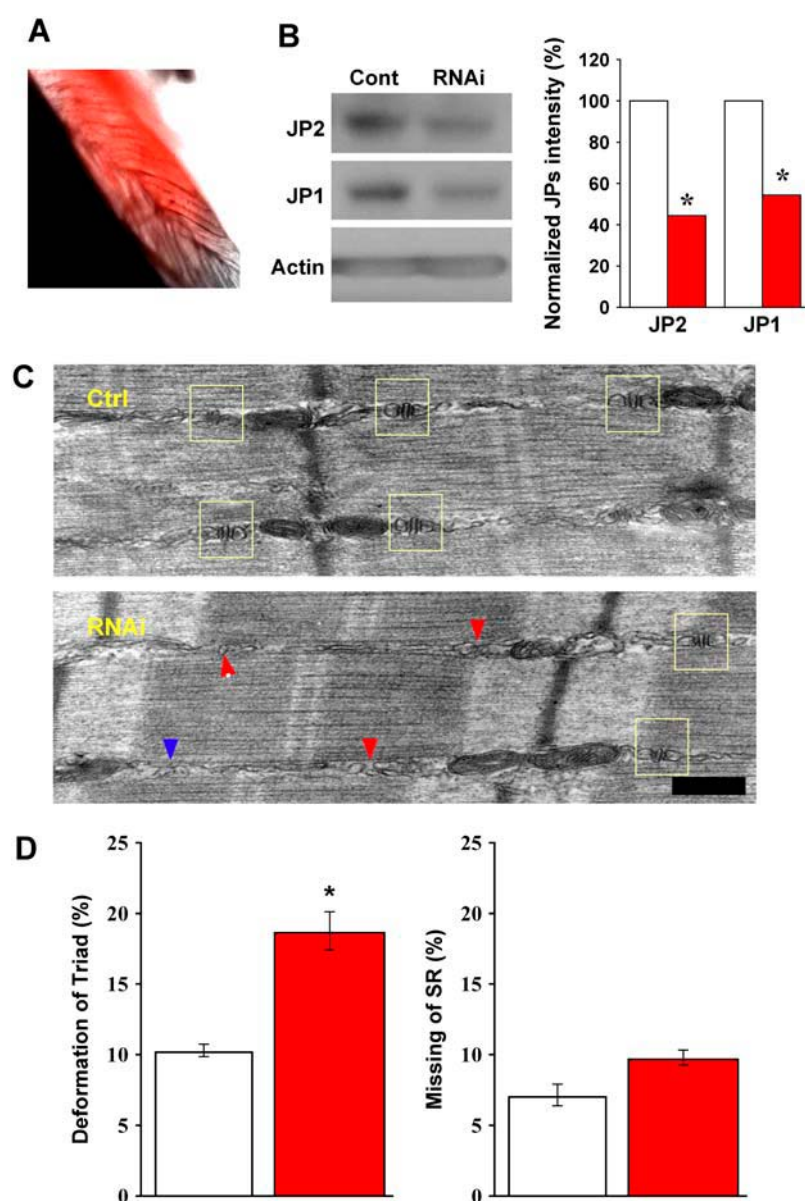 A
B
Cont RNAi
JP2
JP1
Actin
Normalized JPs intensity (%)
120
100
80
60
40
20
0
*
*
JP2 JP1
C
Ctrl
RNAi
D
Deformation of Triad (%)
25
20
15
10
5
0
*
Missing of SR (%)
25
20
15
10
5
0